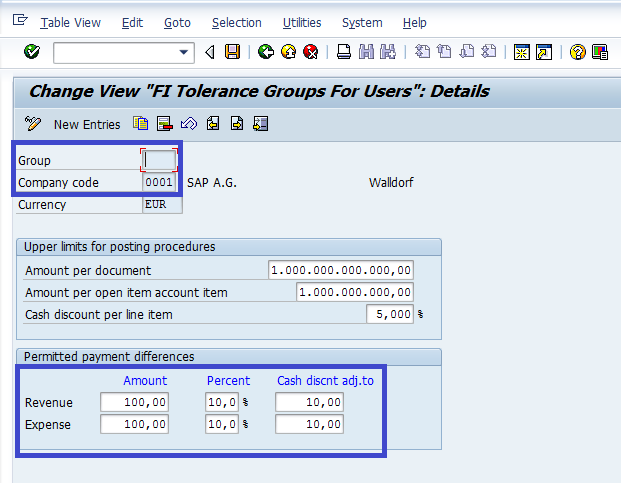 Table View Edit Goto Selection Utilities System Help
Change View "FI Tolerance Groups For Users": Details
New Entries
Group
Company code 0001 SAP A.G. Walldorf
Currency EUR
Upper limits for posting procedures
Amount per document 1.000.000.000.000,00
Amount per open item account item 1.000.000.000,00
Cash discount per line item 5,000 %
Permitted payment differences
Amount Percent Cash discnt adj.to
Revenue 100,00 10,0 % 10,00
Expense 100,00 10,0 % 10,00